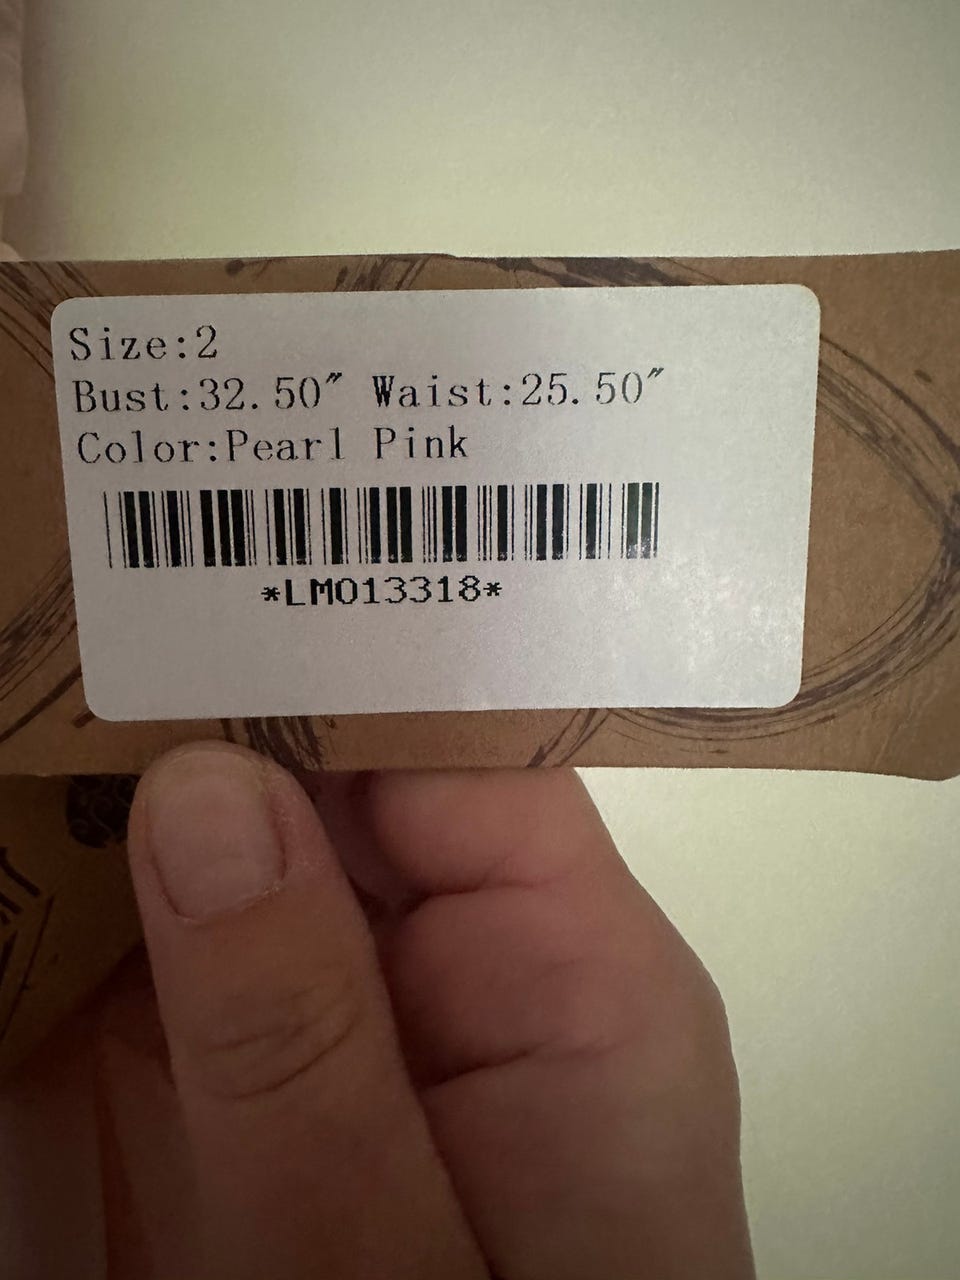 Size:2
Bust:32.50″ Waist:25.50″
Color:Pearl Pink
*LM013318*